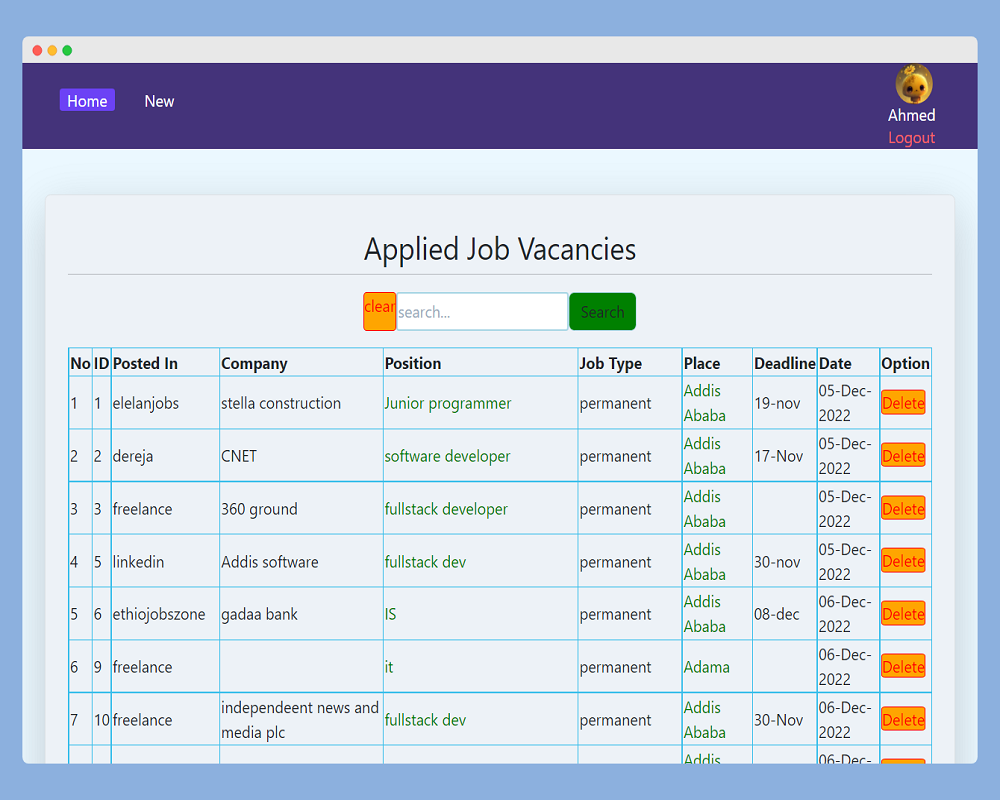 Home New
Ahmed
Logout
Applied Job Vacancies
clear search... Search
No ID Posted In Company Position Job Type Place Deadline Date Option
1 1 elelanjobs stella construction Junior programmer permanent Addis Ababa 19-nov 05-Dec-2022 Delete
2 2 dereja CNET software developer permanent Addis Ababa 17-Nov 05-Dec-2022 Delete
3 3 freelance 360 ground fullstack developer permanent Addis Ababa 05-Dec-2022 Delete
4 5 linkedin Addis software fullstack dev permanent Addis Ababa 30-nov 05-Dec-2022 Delete
5 6 ethiojobszone gadaa bank IS permanent Addis Ababa 08-dec 06-Dec-2022 Delete
6 9 freelance it permanent Adama 06-Dec-2022 Delete
7 10 freelance independeent news and media plc fullstack dev permanent Addis Ababa 30-Nov 06-Dec-2022 Delete
Addis 06-Dec-